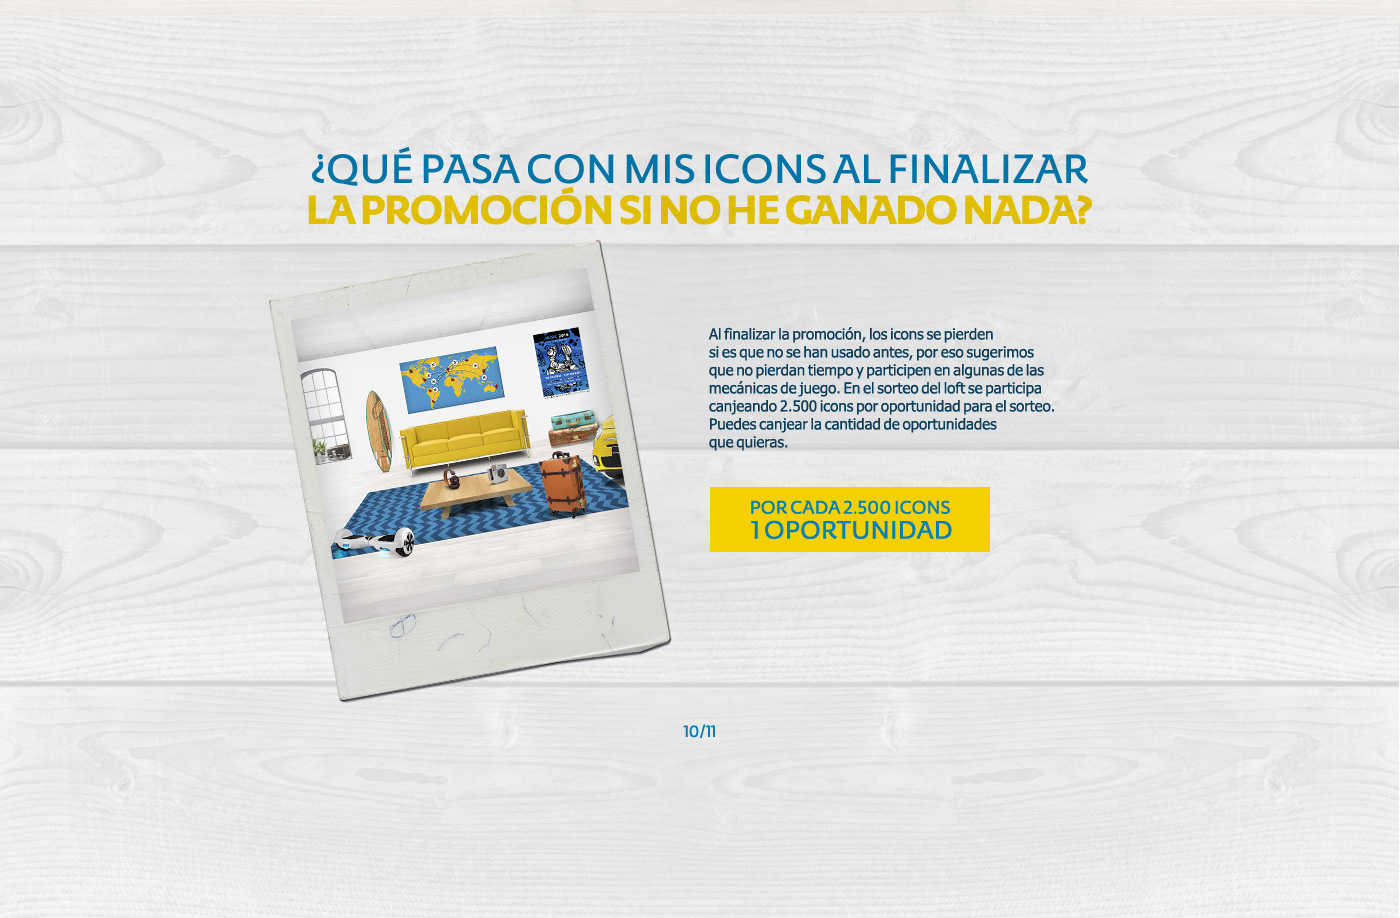 ¿QUÉ PASA CON MIS ICONS AL FINALIZAR
LA PROMOCIÓN SI NO HE GANADO NADA?
Al finalizar la promoción, los icons se pierden
si es que no se han usado antes, por eso sugerimos
que no pierdan tiempo y participen en algunas de las
mecánicas de juego. En el sorteo del loft se participa
canjeando 2.500 icons por oportunidad para el sorteo.
Puedes canjear la cantidad de oportunidades
que quieras.
POR CADA 2.500 ICONS
1 OPORTUNIDAD
10/11